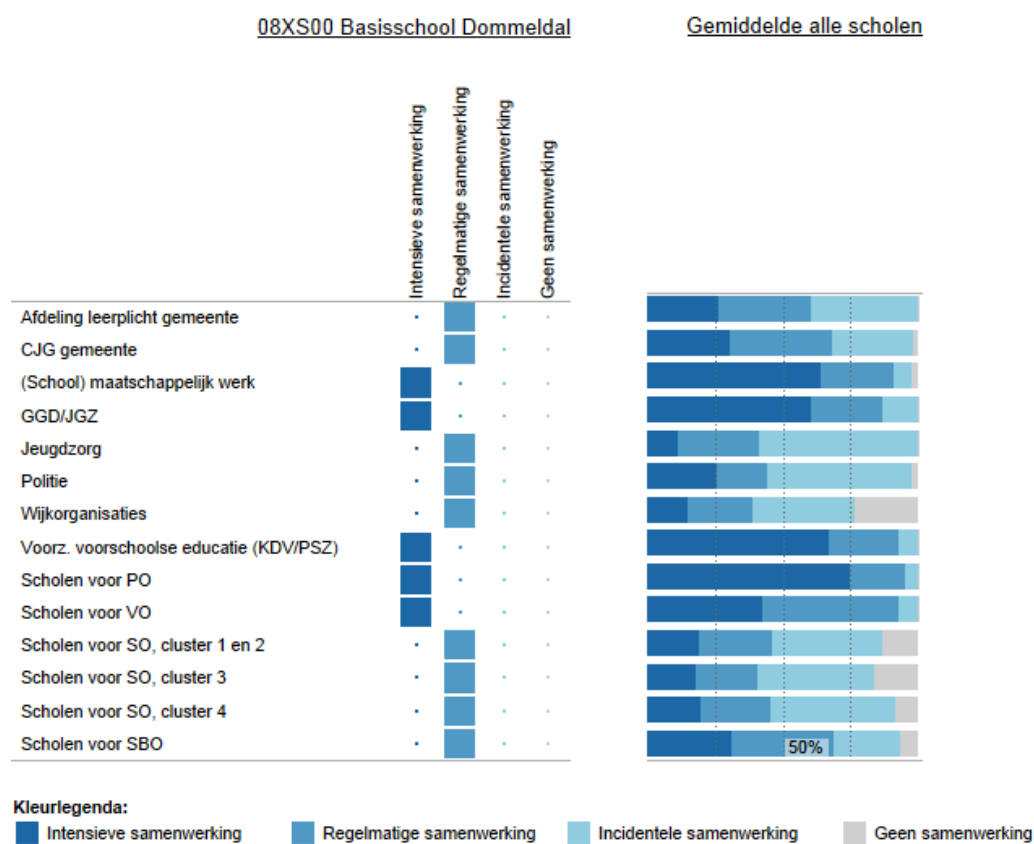 08XS00 Basisschool Dommeldal
Gemiddelde alle scholen
Intensieve samenwerking
Regelmatige samenwerking
Incidentele samenwerking
Geen samenwerking
Afdeling leerplicht gemeente
CJG gemeente
(School) maatschappelijk werk
GGD/JGZ
Jeugdzorg
Politie
Wijkorganisaties
Voorz. voorschoolse educatie (KDV/PSZ)
Scholen voor PO
Scholen voor VO
Scholen voor SO, cluster 1 en 2
Scholen voor SO, cluster 3
Scholen voor SO, cluster 4
Scholen voor SBO
50%
Kleurlegenda:
Intensieve samenwerking
Regelmatige samenwerking
Incidentele samenwerking
Geen samenwerking